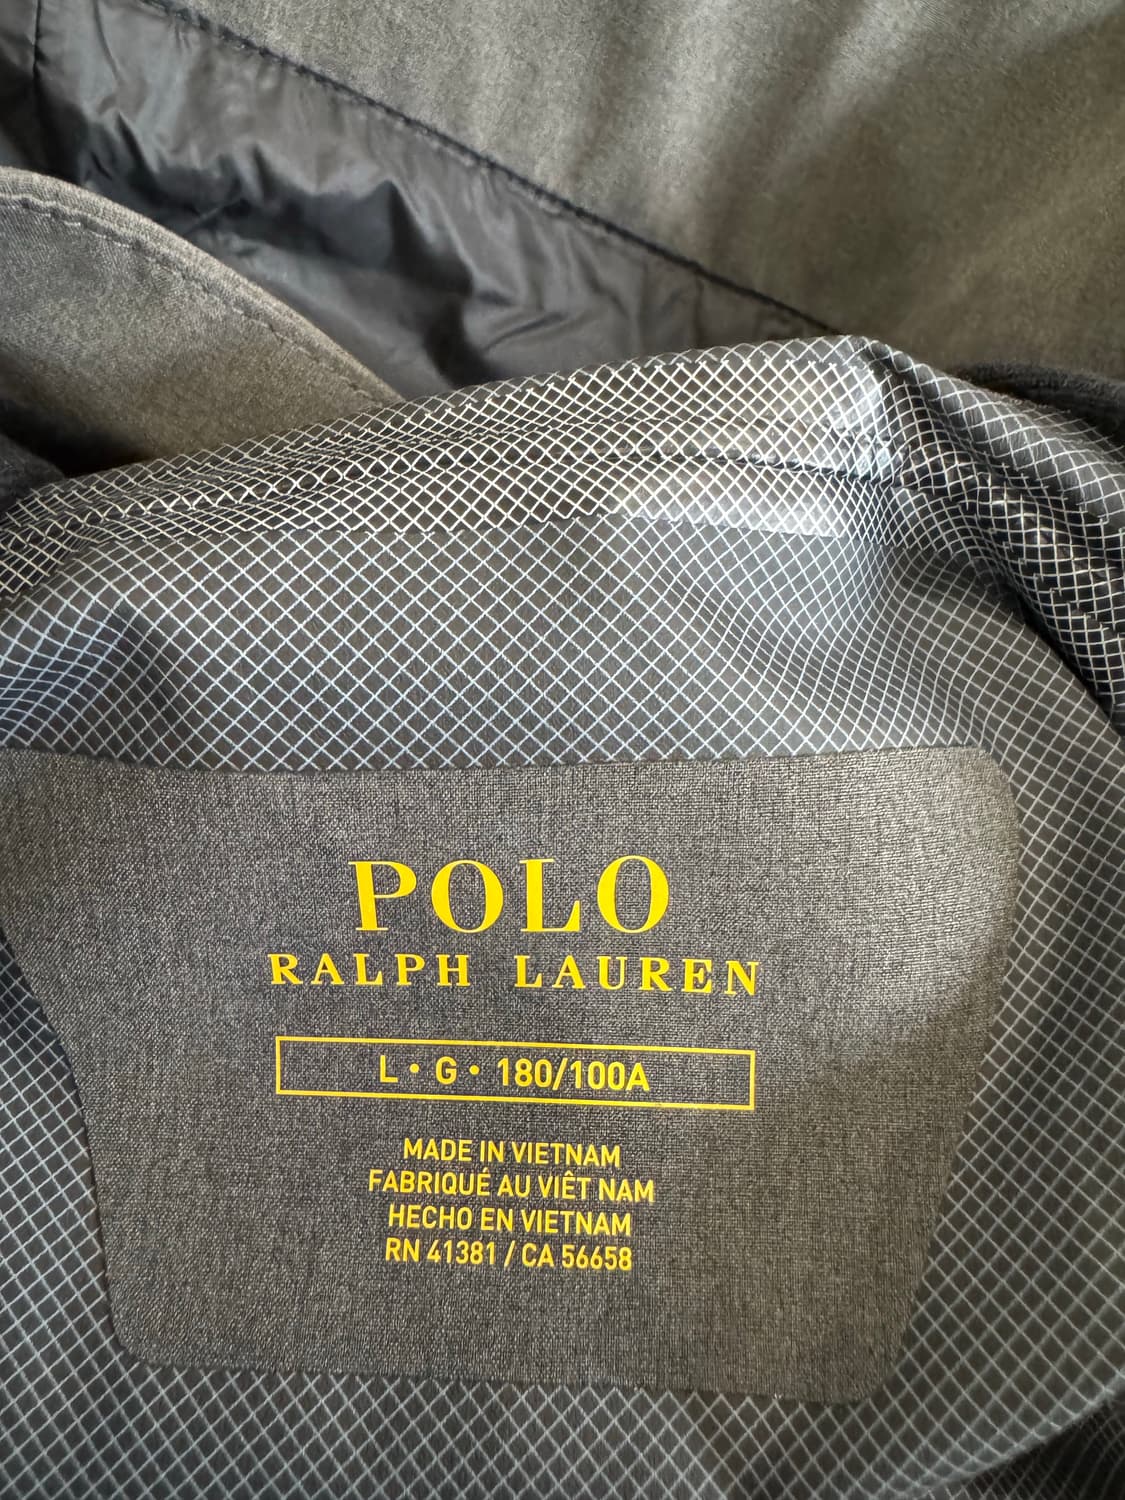 POLO
RALPH LAUREN
L • G • 180/100A
MADE IN VIETNAM
FABRIQUÉ AU VIÊT NAM
HECHO EN VIETNAM
RN 41381 / CA 56658